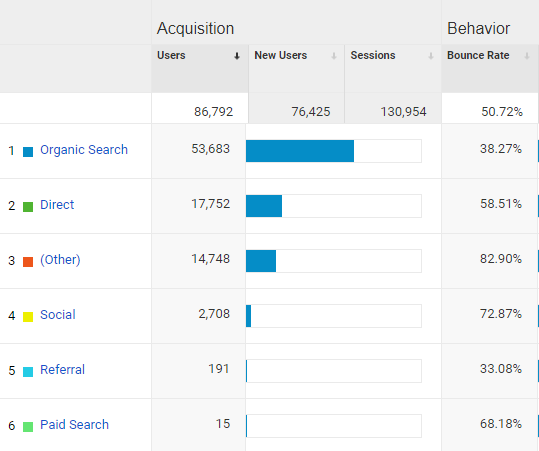 Acquisition Behavior
Users New Users Sessions Bounce Rate
86,792 76,425 130,954 50.72%
1 Organic Search 53,683 38.27%
2 Direct 17,752 58.51%
3 (Other) 14,748 82.90%
4 Social 2,708 72.87%
5 Referral 191 33.08%
6 Paid Search 15 68.18%